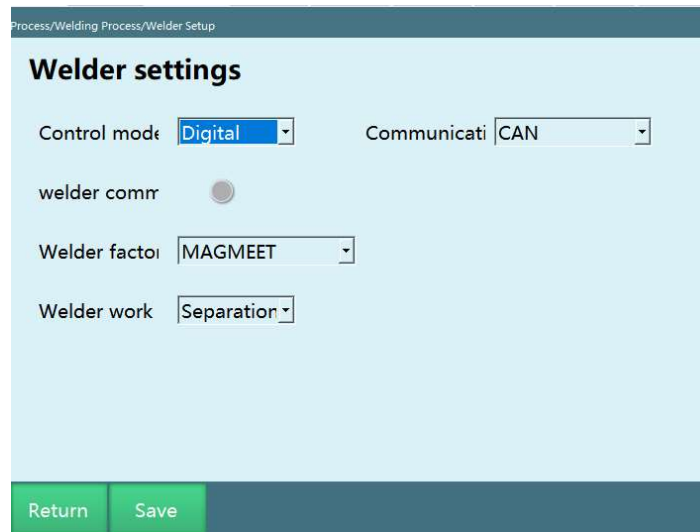 Process/Welding Process/Welder Setup
Welder settings
Control mode Digital Communicati CAN
welder comm
Welder factor MAGMEET
Welder work Separation
Return Save